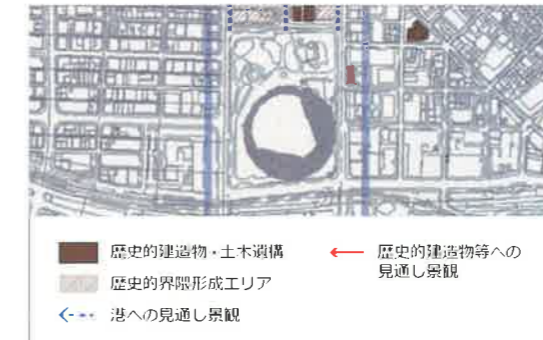 歴史的建造物・土木遺構
歴史的界隈形成エリア
港への見通し景観
歴史的建造物等への
見通し景観